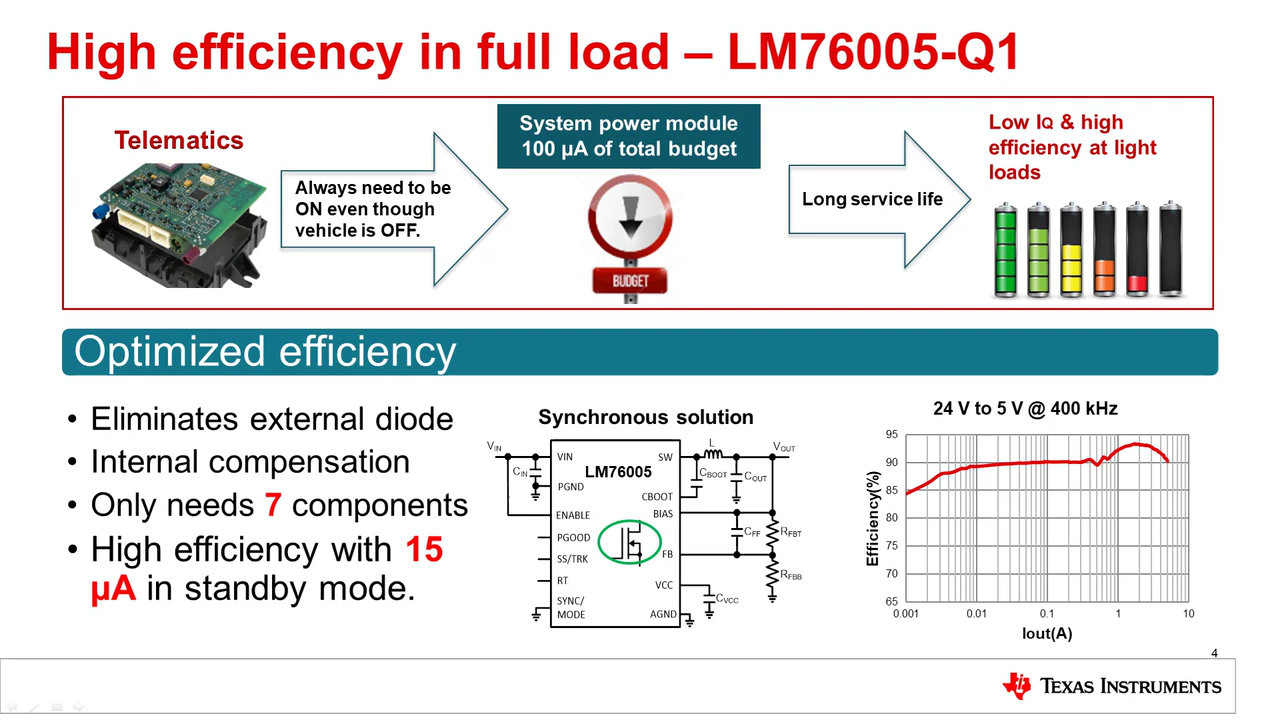 High efficiency in full load – LM76005-Q1
Telematics
Always need to be
ON even though
vehicle is OFF.
System power module
100 µA of total budget
BUDGET
Long service life
Low IQ & high
efficiency at light
loads
Optimized efficiency
• Eliminates external diode
• Internal compensation
• Only needs 7 components
• High efficiency with 15
µA in standby mode.
Synchronous solution
VIN
CIN
VIN
PGND
ENABLE
PGOOD
SS/TRK
RT
SYNC/
MODE
LM76005
SW
CBOOT
BIAS
FB
VCC
AGND
L
VOUT
CBOOT
COUT
CFF
RFBT
RFBB
CVCC
24 V to 5 V @ 400 kHz
Efficiency(%)
95
90
85
80
75
70
65
0.001
0.01
0.1
1
10
Iout(A)
4
TEXAS INSTRUMENTS